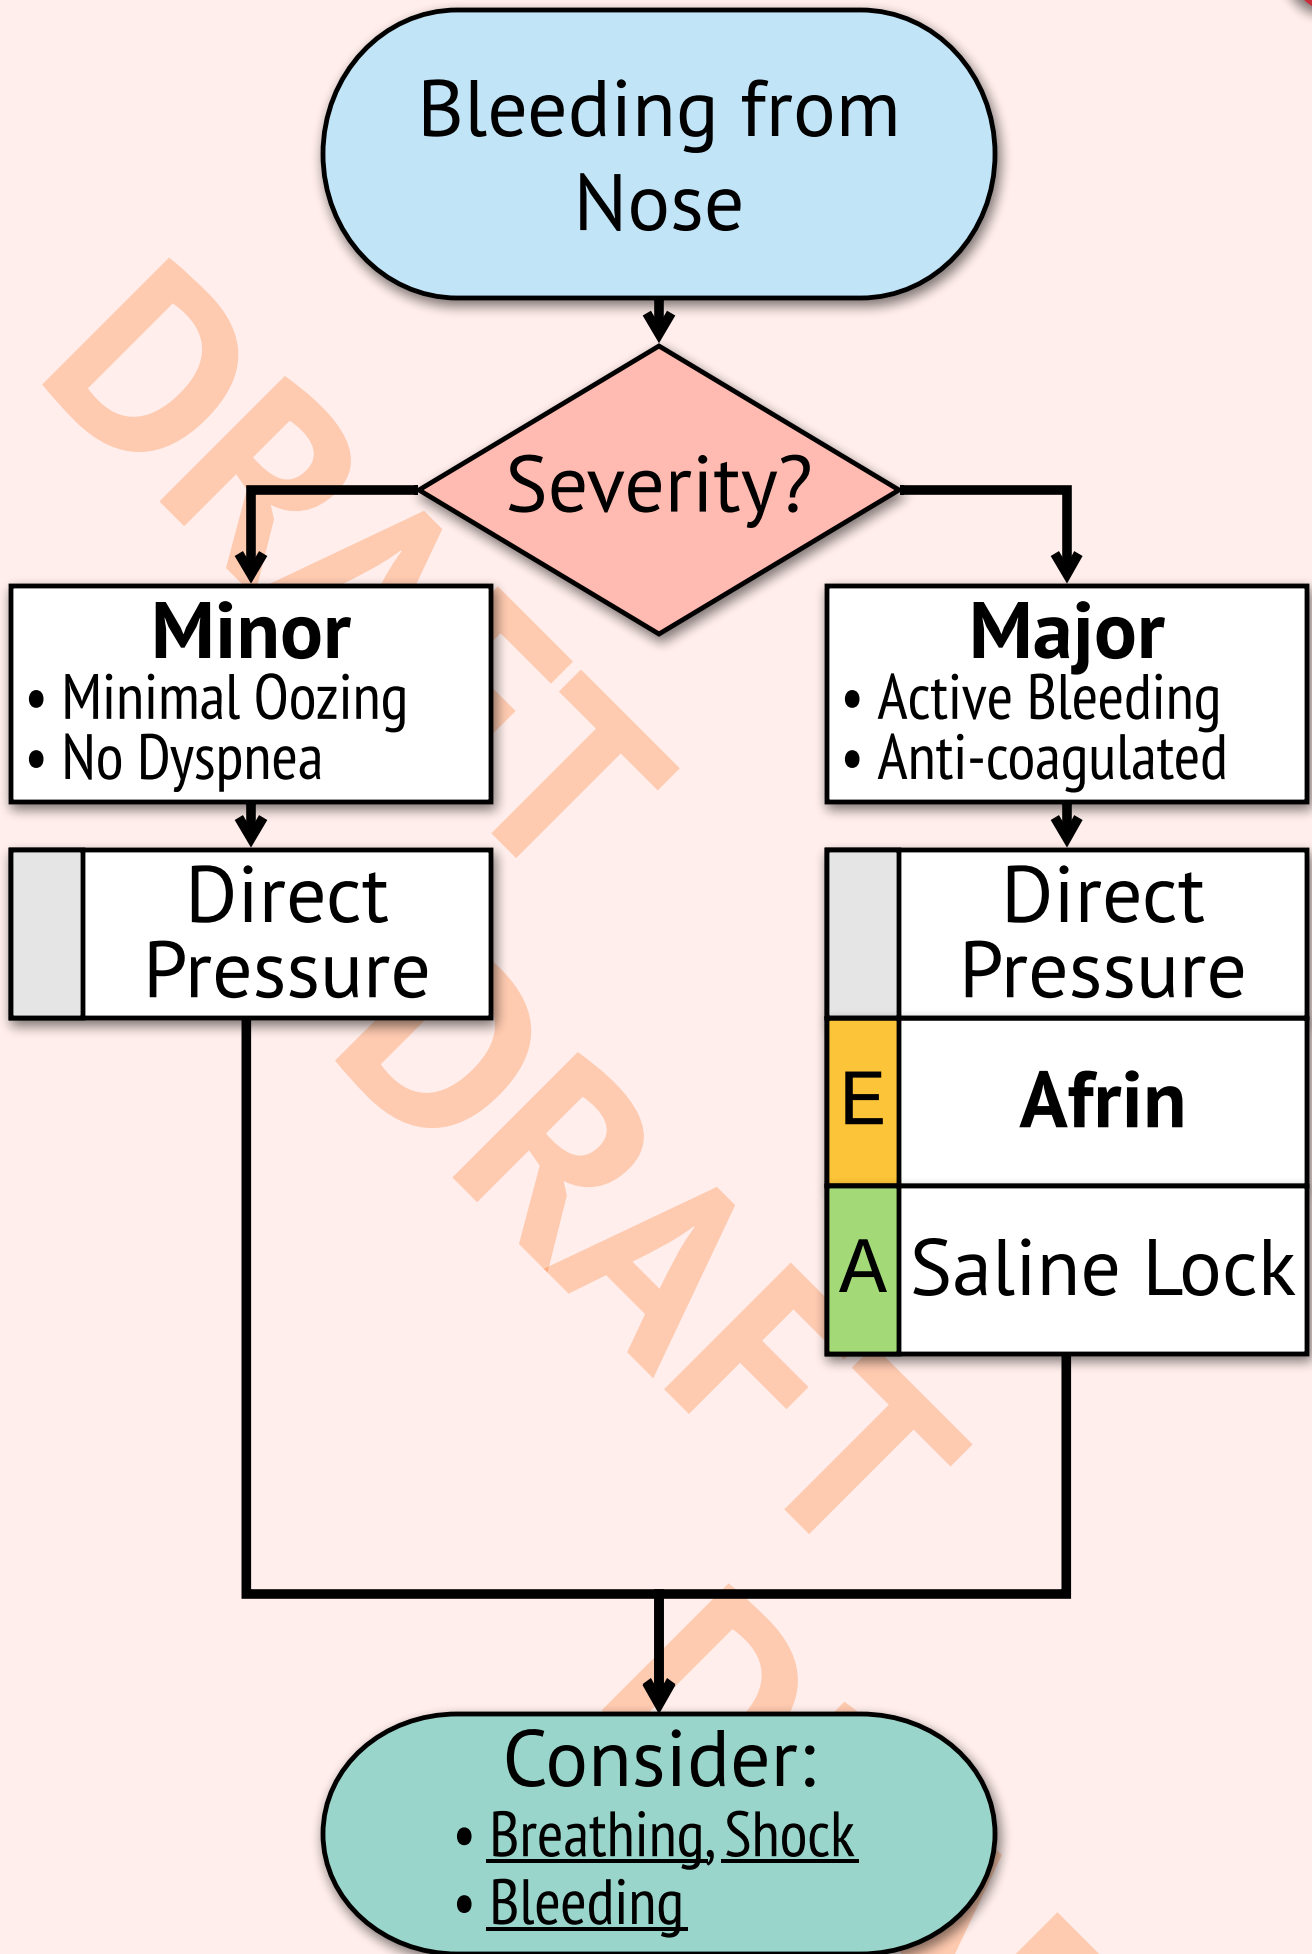 Bleeding from
Nose
Severity?
Minor
• Minimal Oozing
• No Dyspnea
Direct
Pressure
Major
• Active Bleeding
• Anti-coagulated
Direct
Pressure
E
Afrin
A
Saline Lock
Consider:
• Breathing, Shock
• Bleeding
DRAFT
DRAFT